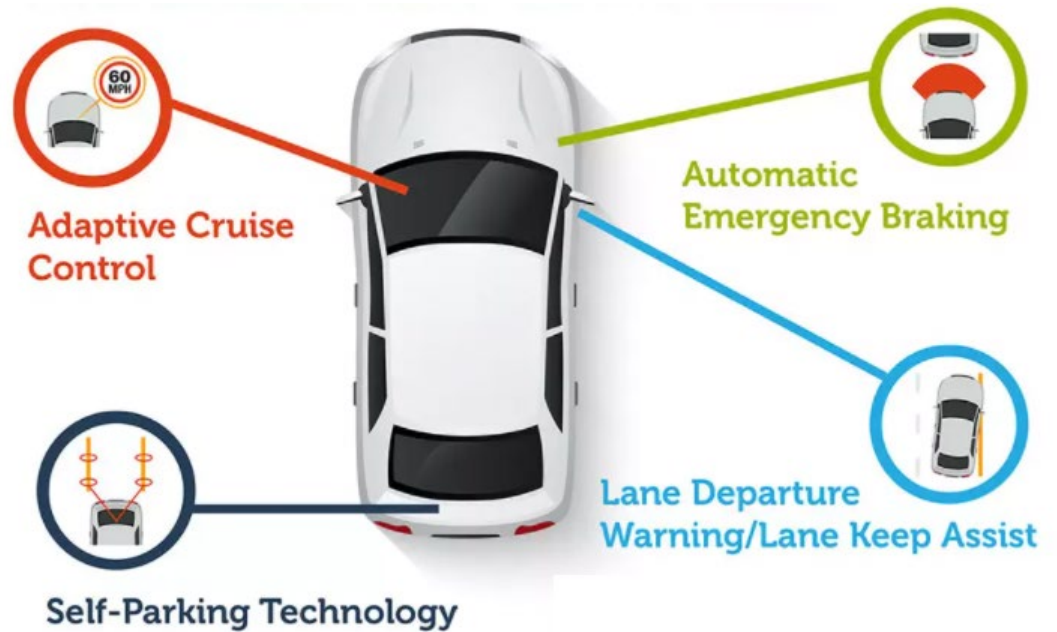 60
MPH
Adaptive Cruise
Control
Automatic
Emergency Braking
Lane Departure
Warning/Lane Keep Assist
Self-Parking Technology